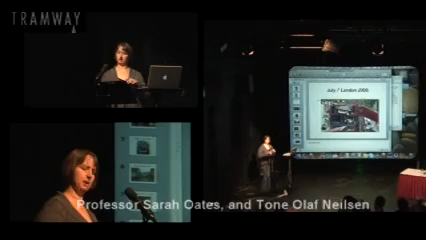 TRAMWAY
July 7 London 2005
Professor Sarah Oates, and Tone Olaf Neilsen